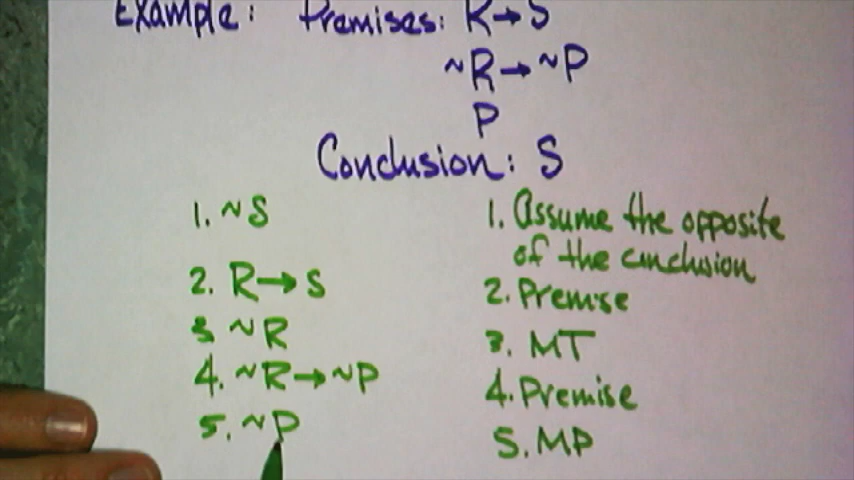 Example: Premises: R→S
~R→~P
P
Conclusion: S
1. ~S 1. Assume the opposite
of the conclusion
2. R→S 2. Premise
3 ~R 3. MT
4. ~R→~P 4. Premise
5. ~P 5. MP